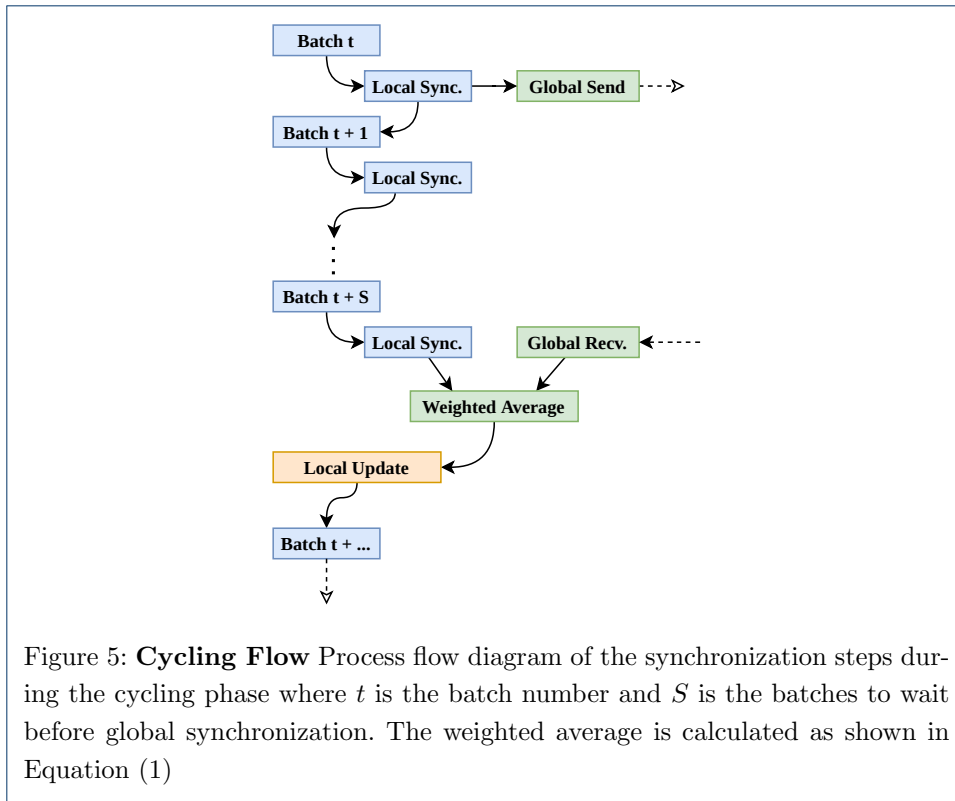 Batch t
Local Sync.
Global Send
Batch t + 1
Local Sync.
Batch t + S
Local Sync.
Global Recv.
Weighted Average
Local Update
Batch t + ...
Figure 5: Cycling Flow Process flow diagram of the synchronization steps dur-
ing the cycling phase where t is the batch number and S is the batches to wait
before global synchronization. The weighted average is calculated as shown in
Equation (1)